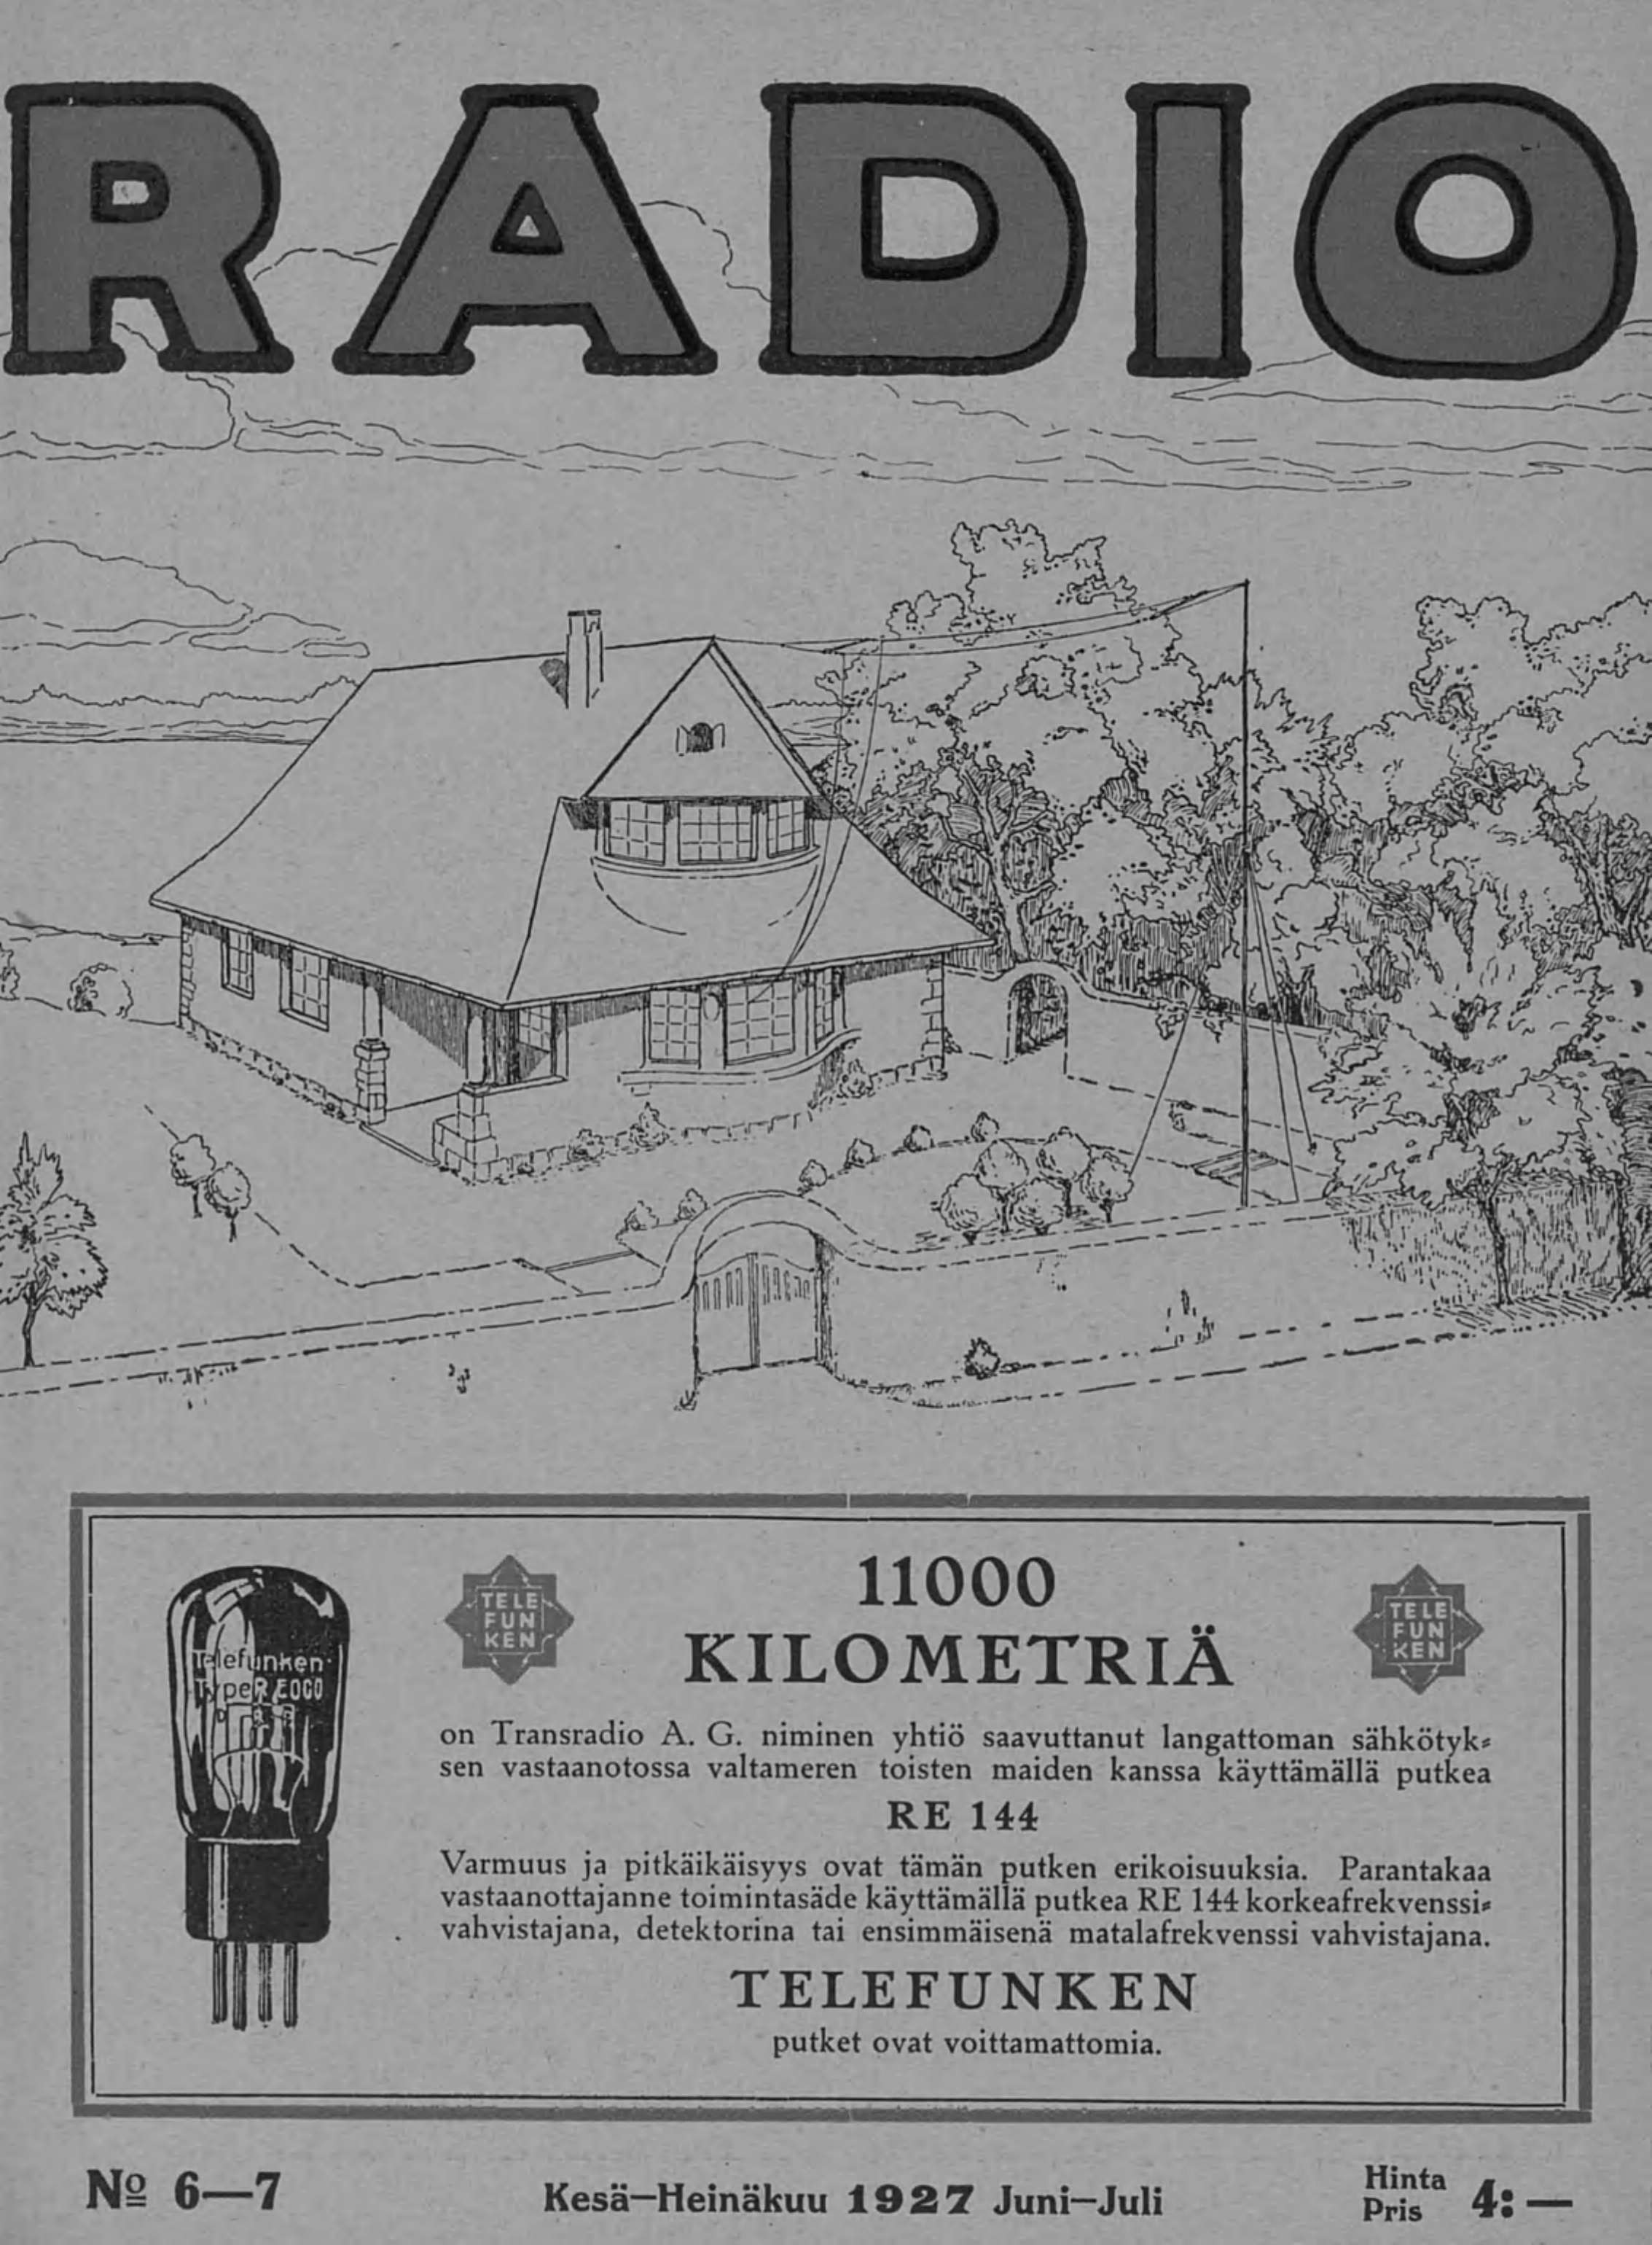 RADIO
Telefunken
Type RE 060
TELE
FUN
KEN
11000
KILOMETRIÄ
TELE
FUN
KEN
on Transradio A. G. niminen yhtiö saavuttanut langattoman sähkötyk-
sen vastaanotossa valtameren toisten maiden kanssa käyttämällä putkea
RE 144
Varmuus ja pitkäikäisyys ovat tämän putken erikoisuuksia. Parantakaa
vastaanottajanne toimintasäde käyttämällä putkea RE 144 korkeafrekvenssi-
vahvistajana, detektorina tai ensimmäisenä matalafrekvenssi vahvistajana.
TELEFUNKEN
putket ovat voittamattomia.
Nº 6—7
Kesä—Heinäkuu 1927 Juni—Juli
Hinta
Pris 4:—